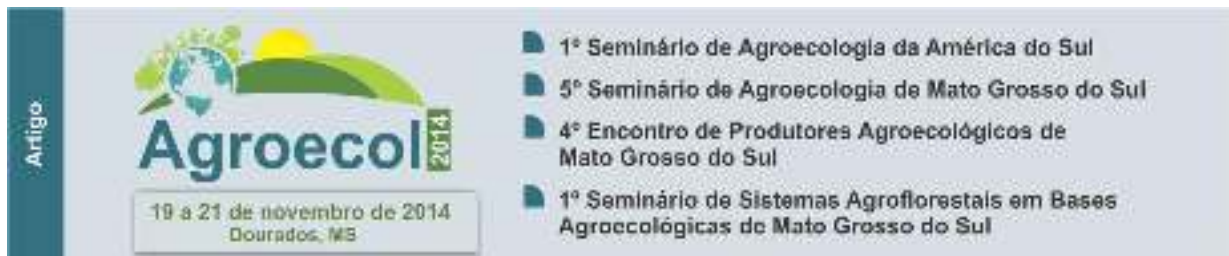 Artigo
Agroecol 2014
19 a 21 de novembro de 2014
Dourados, MS
1º Seminário de Agroecologia da América do Sul
5º Seminário de Agroecologia de Mato Grosso do Sul
4º Encontro de Produtores Agroecológicos de
Mato Grosso do Sul
1º Seminário de Sistemas Agroflorestais em Bases
Agroecológicas de Mato Grosso do Sul